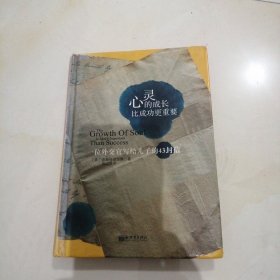 心灵
的成长
比成功更重要
Growth Of Soul
Than Success
一位外交官写给儿子的43封信